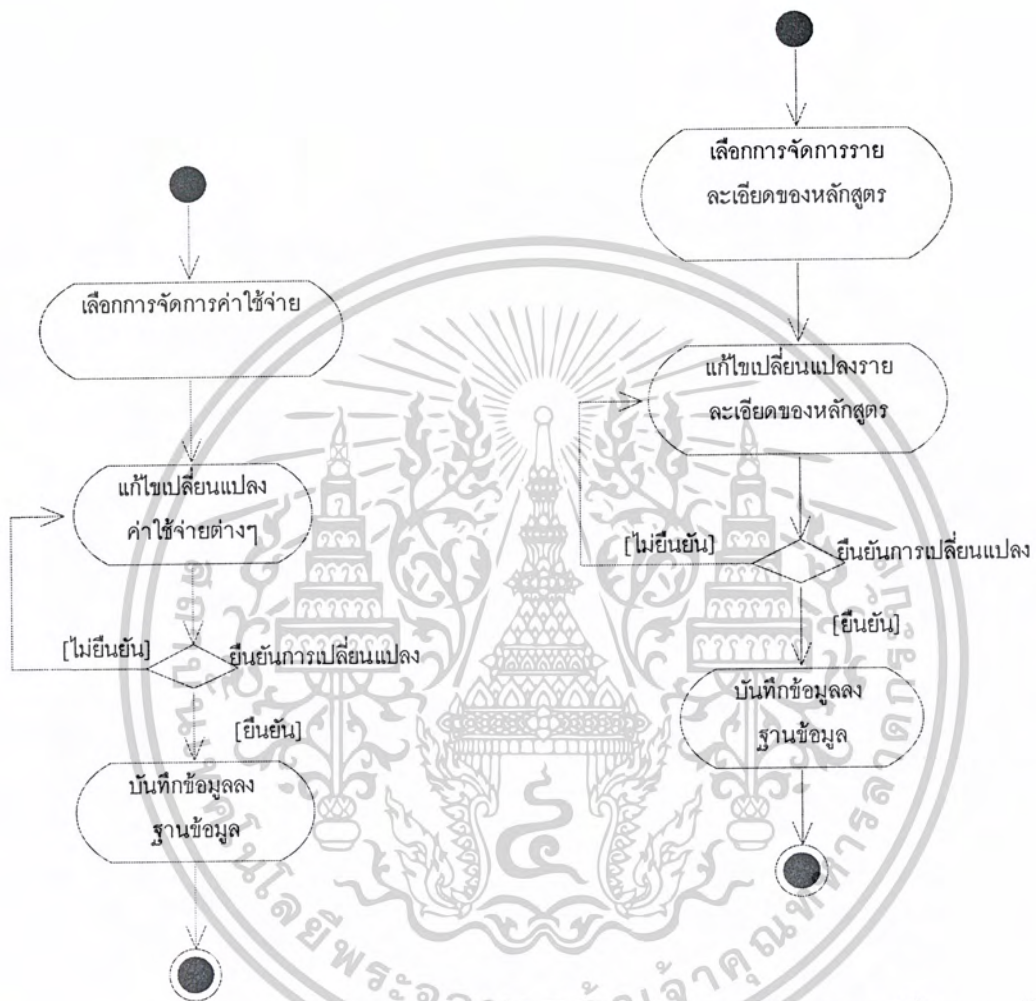 เลือกการจัดการค่าใช้จ่าย
แก้ไขเปลี่ยนแปลง
ค่าใช้จ่ายต่างๆ
[ไม่ยืนยัน]
ยืนยันการเปลี่ยนแปลง
[ยืนยัน]
บันทึกข้อมูลลง
ฐานข้อมูล
เลือกการจัดการราย
ละเอียดของหลักสูตร
แก้ไขเปลี่ยนแปลงราย
ละเอียดของหลักสูตร
[ไม่ยืนยัน]
ยืนยันการเปลี่ยนแปลง
[ยืนยัน]
บันทึกข้อมูลลง
ฐานข้อมูล